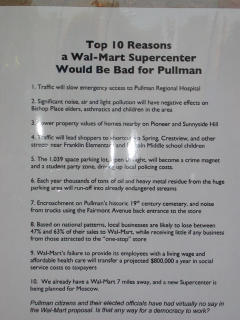 Top 10 Reasons
a Wal-Mart Supercenter
Would Be Bad for Pullman
1. Traffic will slow emergency access to Pullman Regional Hospital
2. Significant noise, air and light pollution will have negative effects on
Bishop Place elders, asthmatics and children in the area
3. Lower property values of homes nearby on Pioneer and Sunnyside Hill
4. Traffic will lead shoppers to shortcut via Spring, Crestview, and other
street near Franklin Elementary and Lincoln Middle school children
5. The 1,039 space parking lot, open all night, will become a crime magnet
and a student party zone, driving up local policing costs.
6. Each year thousands of tons of oil and heavy metal residue from the huge
parking area will run-off into already endangered streams
7. Encroachment on Pullman's historic 19th century cemetery, and noise
from trucks using the Fairmont Avenue back entrance to the store
8. Based on national patterns, local businesses are likely to lose between
47% and 63% of their sales to Wal-Mart, while receiving little if any benefit
from those attracted to the "one-stop" store
9. Wal-Mart's failure to provide its employees with a living wage and
affordable health care will transfer a projected $800,000 a year in social
service costs to taxpayers
10. We already have a Wal-Mart 7 miles away, and a new Supercenter is
being planned for Moscow.
Pullman citizens and their elected officials have had virtually no say in
the Wal-Mart proposal. Is that any way for a democracy to work?